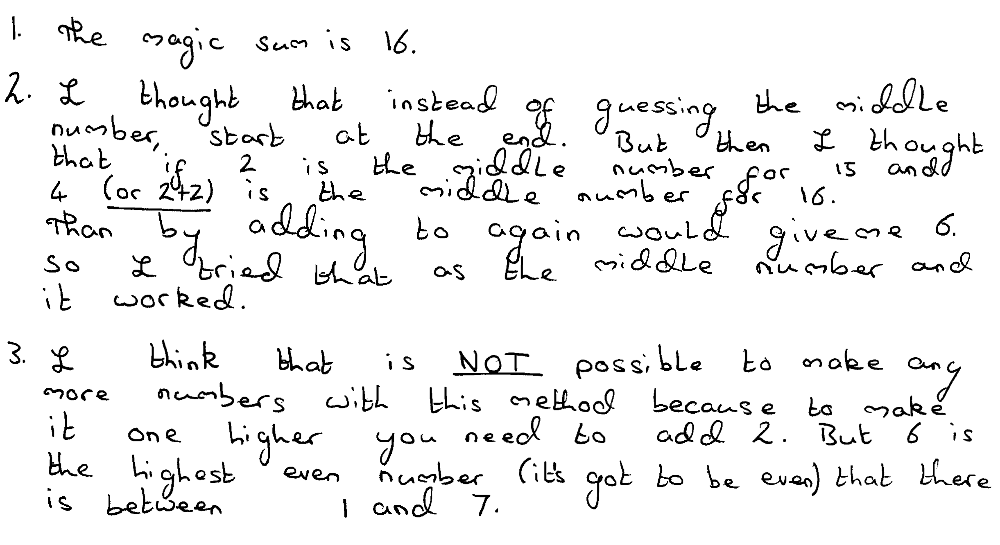 1. The magic sum is 16.
2. I thought that instead of guessing the middle
number, start at the end. But then I thought
that if 2 is the middle number for 15 and
4 (or 2+2) is the middle number for 16.
Than by adding to again would give me 6.
so I tried that as the middle number and
it worked.
3. I think that is NOT possible to make any
more numbers with this method because to make
it one higher you need to add 2. But 6 is
the highest even number (it's got to be even) that there
is between 1 and 7.